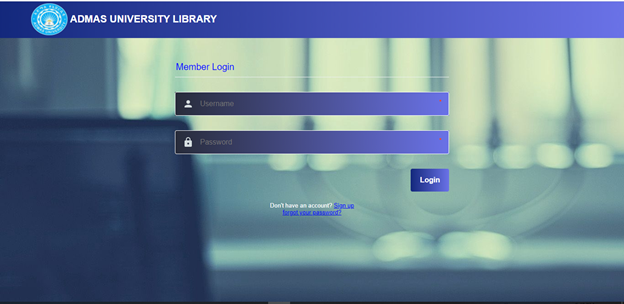 ADMAS UNIVERSITY LIBRARY
Member Login
Username
Password
Login
Don't have an account? Sign up
forgot your password?